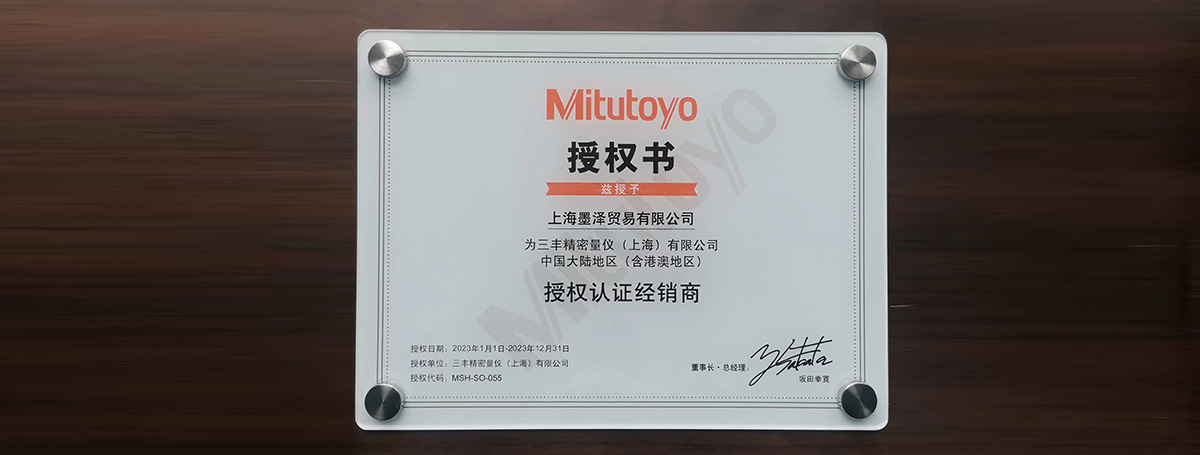 Mitutoyo
授权书
兹授予
上海墨泽贸易有限公司
为三丰精密量仪（上海）有限公司
中国大陆地区（含港澳地区）
授权认证经销商
授权日期：2023年1月1日-2023年12月31日
授权单位：三丰精密量仪（上海）有限公司
授权代码：MSH-SO-055
董事长·总经理：
坂田幸寛
Mitutoyo